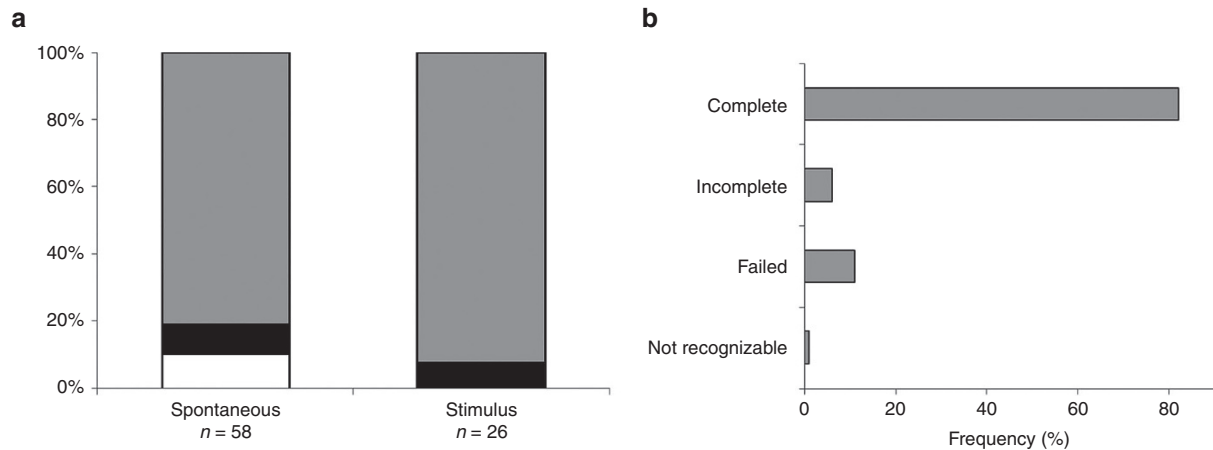 a
100%
80%
60%
40%
20%
0%
Spontaneous
n = 58
Stimulus
n = 26
b
Complete
Incomplete
Failed
Not recognizable
0 20 40 60 80
Frequency (%)